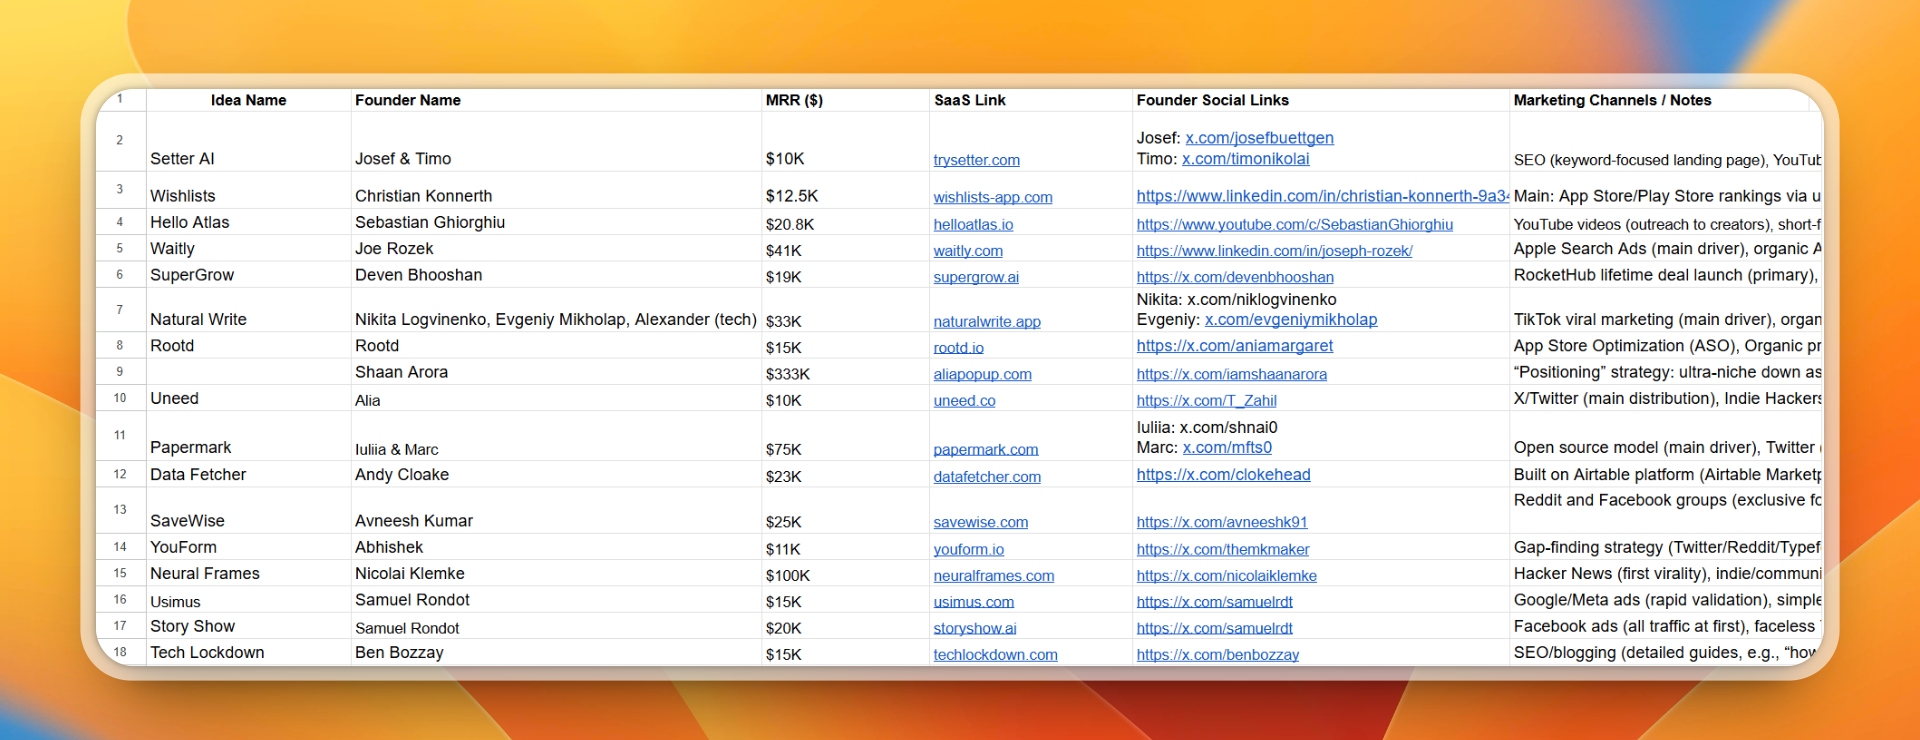 1 Idea Name Founder Name MRR ($) SaaS Link Founder Social Links Marketing Channels / Notes
2 Setter AI Josef & Timo $10K trysetter.com Josef: x.com/josefbuettgen
Timo: x.com/timonikolai SEO (keyword-focused landing page), YouTub
3 Wishlists Christian Konnerth $12.5K wishlists-app.com https://www.linkedin.com/in/christian-konnerth-9a34 Main: App Store/Play Store rankings via u
4 Hello Atlas Sebastian Ghiorghiu $20.8K helloatlas.io https://www.youtube.com/c/SebastianGhiorghiu YouTube videos (outreach to creators), short-f
5 Waitly Joe Rozek $41K waitly.com https://www.linkedin.com/in/joseph-rozek/ Apple Search Ads (main driver), organic A
6 SuperGrow Deven Bhooshan $19K supergrow.ai https://x.com/devenbhooshan RocketHub lifetime deal launch (primary),
7 Natural Write Nikita Logvinenko, Evgeniy Mikholap, Alexander (tech) $33K naturalwrite.app Nikita: x.com/niklogvinenko
Evgeniy: x.com/evgeniymikholap TikTok viral marketing (main driver), organ
8 Rootd Rootd $15K rootd.io https://x.com/aniamargaret App Store Optimization (ASO), Organic pr
9 Shaan Arora $333K aliapopup.com https://x.com/iamshaanarora “Positioning” strategy: ultra-niche down as
10 Uneed Alia $10K uneed.co https://x.com/T_Zahil X/Twitter (main distribution), Indie Hackers
11 Papermark Iuliia & Marc $75K papermark.com Iuliia: x.com/shnai0
Marc: x.com/mfts0 Open source model (main driver), Twitter (
12 Data Fetcher Andy Cloake $23K datafetcher.com https://x.com/clokehead Built on Airtable platform (Airtable Marketp
13 SaveWise Avneesh Kumar $25K savewise.com https://x.com/avneeshk91 Reddit and Facebook groups (exclusive fo
14 YouForm Abhishek $11K youform.io https://x.com/themkmaker Gap-finding strategy (Twitter/Reddit/Typef
15 Neural Frames Nicolai Klemke $100K neuralframes.com https://x.com/nicolaiklemke Hacker News (first virality), indie/communi
16 Usimus Samuel Rondot $15K usimus.com https://x.com/samuelrdt Google/Meta ads (rapid validation), simple
17 Story Show Samuel Rondot $20K storyshow.ai https://x.com/samuelrdt Facebook ads (all traffic at first), faceless
18 Tech Lockdown Ben Bozzay $15K techlockdown.com https://x.com/benbozzay SEO/blogging (detailed guides, e.g., “how